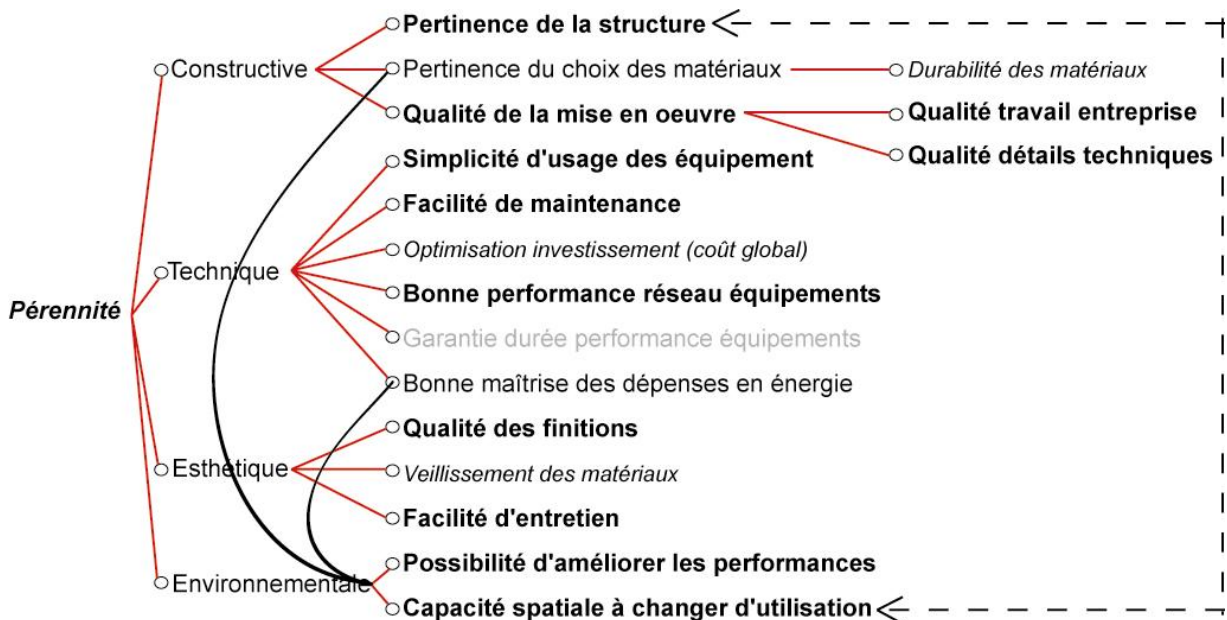 Pérennité
Constructive
Pertinence de la structure
Pertinence du choix des matériaux
Durabilité des matériaux
Qualité de la mise en oeuvre
Qualité travail entreprise
Qualité détails techniques
Technique
Simplicité d'usage des équipement
Facilité de maintenance
Optimisation investissement (coût global)
Bonne performance réseau équipements
Garantie durée performance équipements
Bonne maîtrise des dépenses en énergie
Esthétique
Qualité des finitions
Veillissement des matériaux
Facilité d'entretien
Environnementale
Possibilité d'améliorer les performances
Capacité spatiale à changer d'utilisation